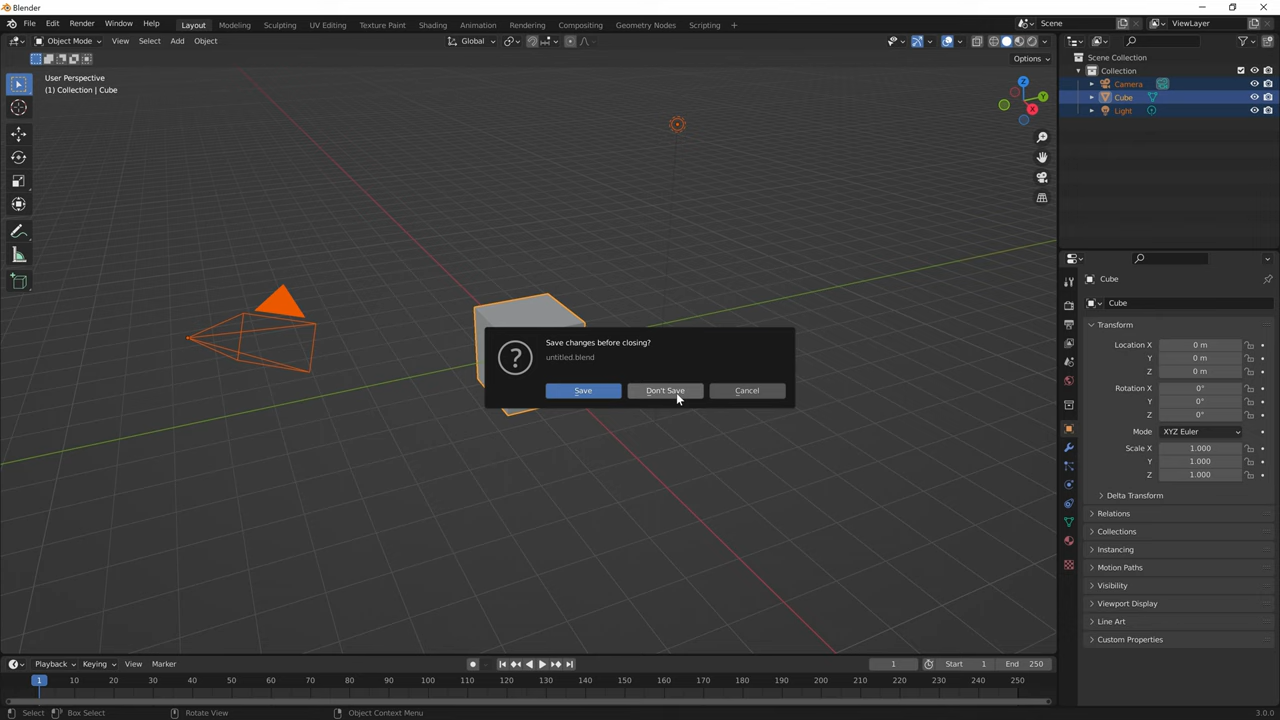 Blender
File Edit Render Window Help
Layout Modeling Sculpting UV Editing Texture Paint Shading Animation Rendering Compositing Geometry Nodes Scripting +
Scene
ViewLayer
Object Mode View Select Add Object
Global
Options
User Perspective
(1) Collection | Cube
Z
Y
X
Scene Collection
Collection
Camera
Cube
Light
Save changes before closing?
untitled.blend
Save Don't Save Cancel
Cube
Cube
Transform
Location X 0 m
Y 0 m
Z 0 m
Rotation X 0°
Y 0°
Z 0°
Mode XYZ Euler
Scale X 1.000
Y 1.000
Z 1.000
Delta Transform
Relations
Collections
Instancing
Motion Paths
Visibility
Viewport Display
Line Art
Custom Properties
Playback Keying View Marker
1 Start 1 End 250
1 10 20 30 40 50 60 70 80 90 100 110 120 130 140 150 160 170 180 190 200 210 220 230 240 250
Select Box Select Rotate View Object Context Menu
3.0.0